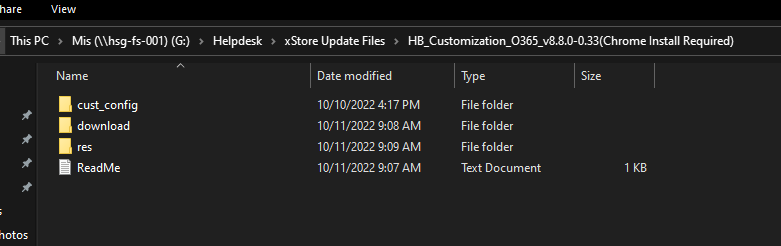 hare View
This PC > Mis (\\hsg-fs-001) (G:) > Helpdesk > xStore Update Files > HB_Customization_O365_v8.8.0-0.33(Chrome Install Required)
Name Date modified Type Size
cust_config 10/10/2022 4:17 PM File folder
download 10/11/2022 9:08 AM File folder
res 10/11/2022 9:09 AM File folder
ReadMe 10/11/2022 9:07 AM Text Document 1 KB
s
hotos